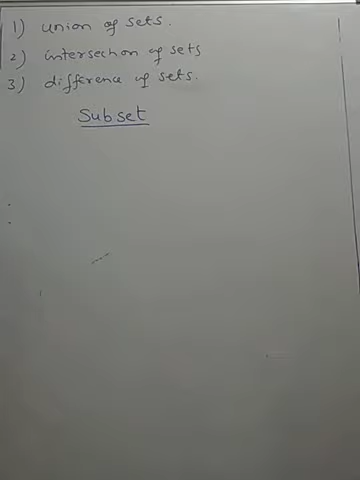 1) union of sets.
2) intersection of sets
3) difference of sets.
Subset